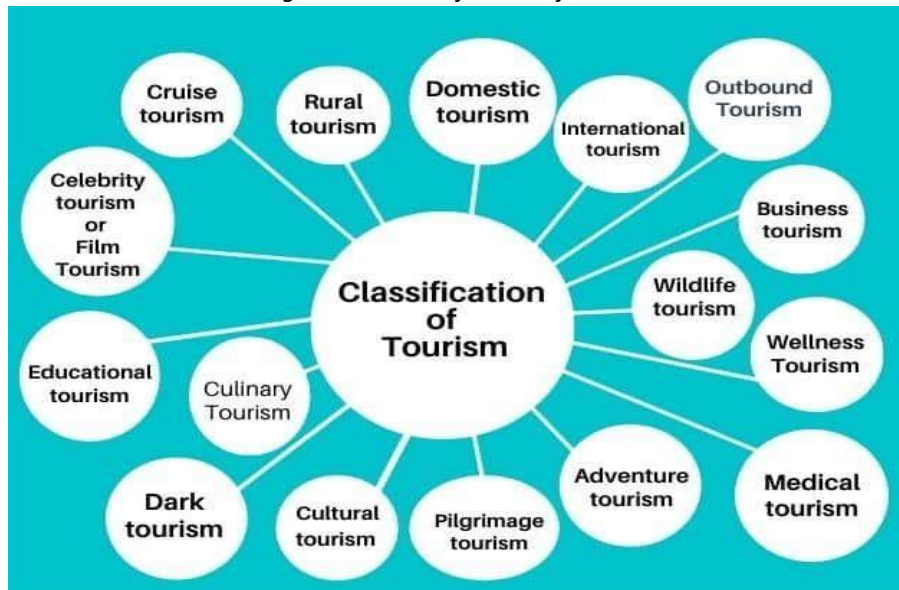 Cruise
tourism
Rural
tourism
Domestic
tourism
International
tourism
Outbound
Tourism
Celebrity
tourism
or
Film
Tourism
Business
tourism
Classification
of
Tourism
Wildlife
tourism
Wellness
Tourism
Educational
tourism
Culinary
Tourism
Dark
tourism
Cultural
tourism
Pilgrimage
tourism
Adventure
tourism
Medical
tourism